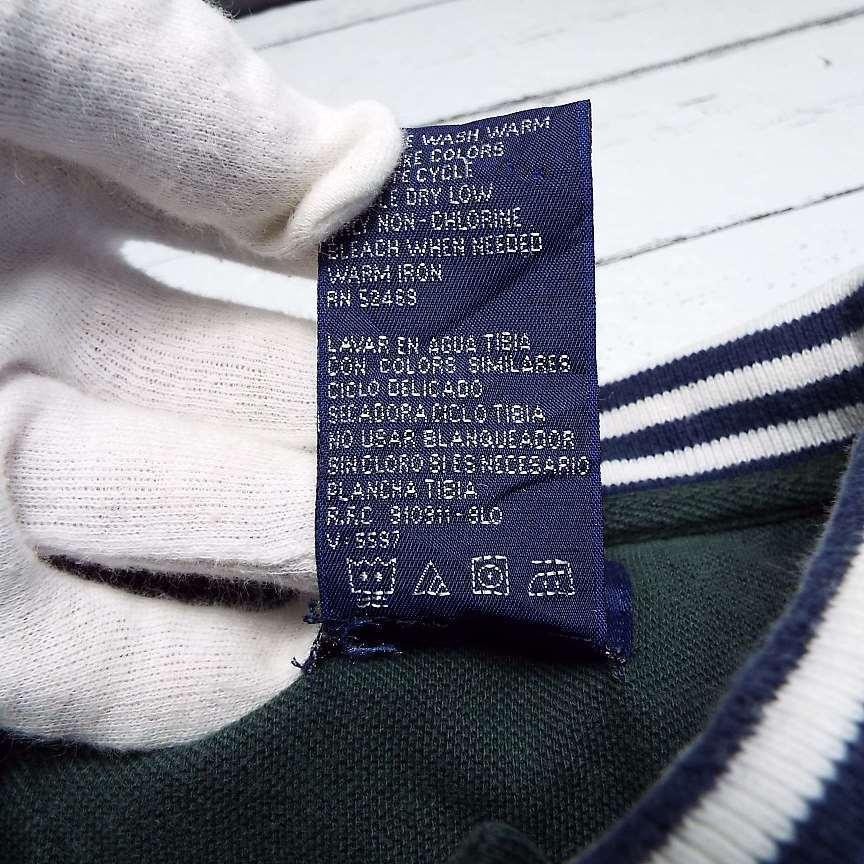 WASH WARM
COLORS
CYCLE
DRY LOW
NON-CHLORINE
BLEACH WHEN NEEDED
WARM IRON
RN 52469
LAVAR EN AGUA TIBIA
CON COLORS SIMILARES
CICLO DELICADO
SECADORA CICLO TIBIA
NO USAR BLANQUEADOR
SIN CLORO SI ES NECESARIO
PLANCHA TIBIA
R.F.C 910911-9L0
V. 5597